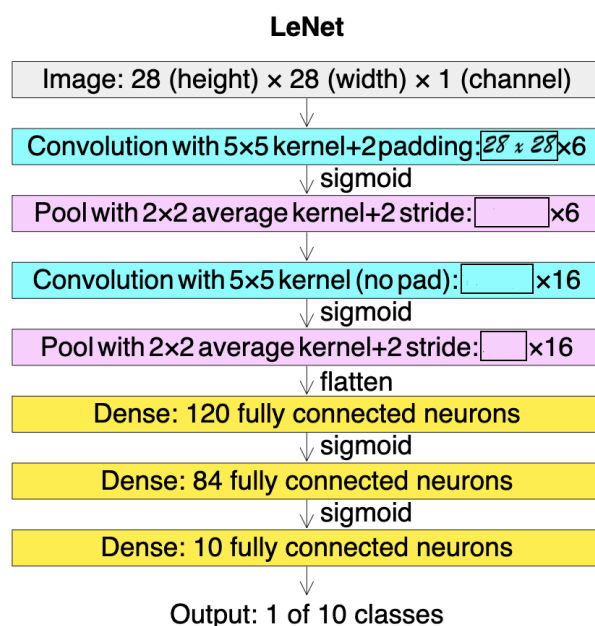 LeNet
Image: 28 (height) × 28 (width) × 1 (channel)
Convolution with 5×5 kernel+2padding:28 x 28×6
sigmoid
Pool with 2×2 average kernel+2 stride: ×6
Convolution with 5×5 kernel (no pad): ×16
sigmoid
Pool with 2×2 average kernel+2 stride: ×16
flatten
Dense: 120 fully connected neurons
sigmoid
Dense: 84 fully connected neurons
sigmoid
Dense: 10 fully connected neurons
Output: 1 of 10 classes